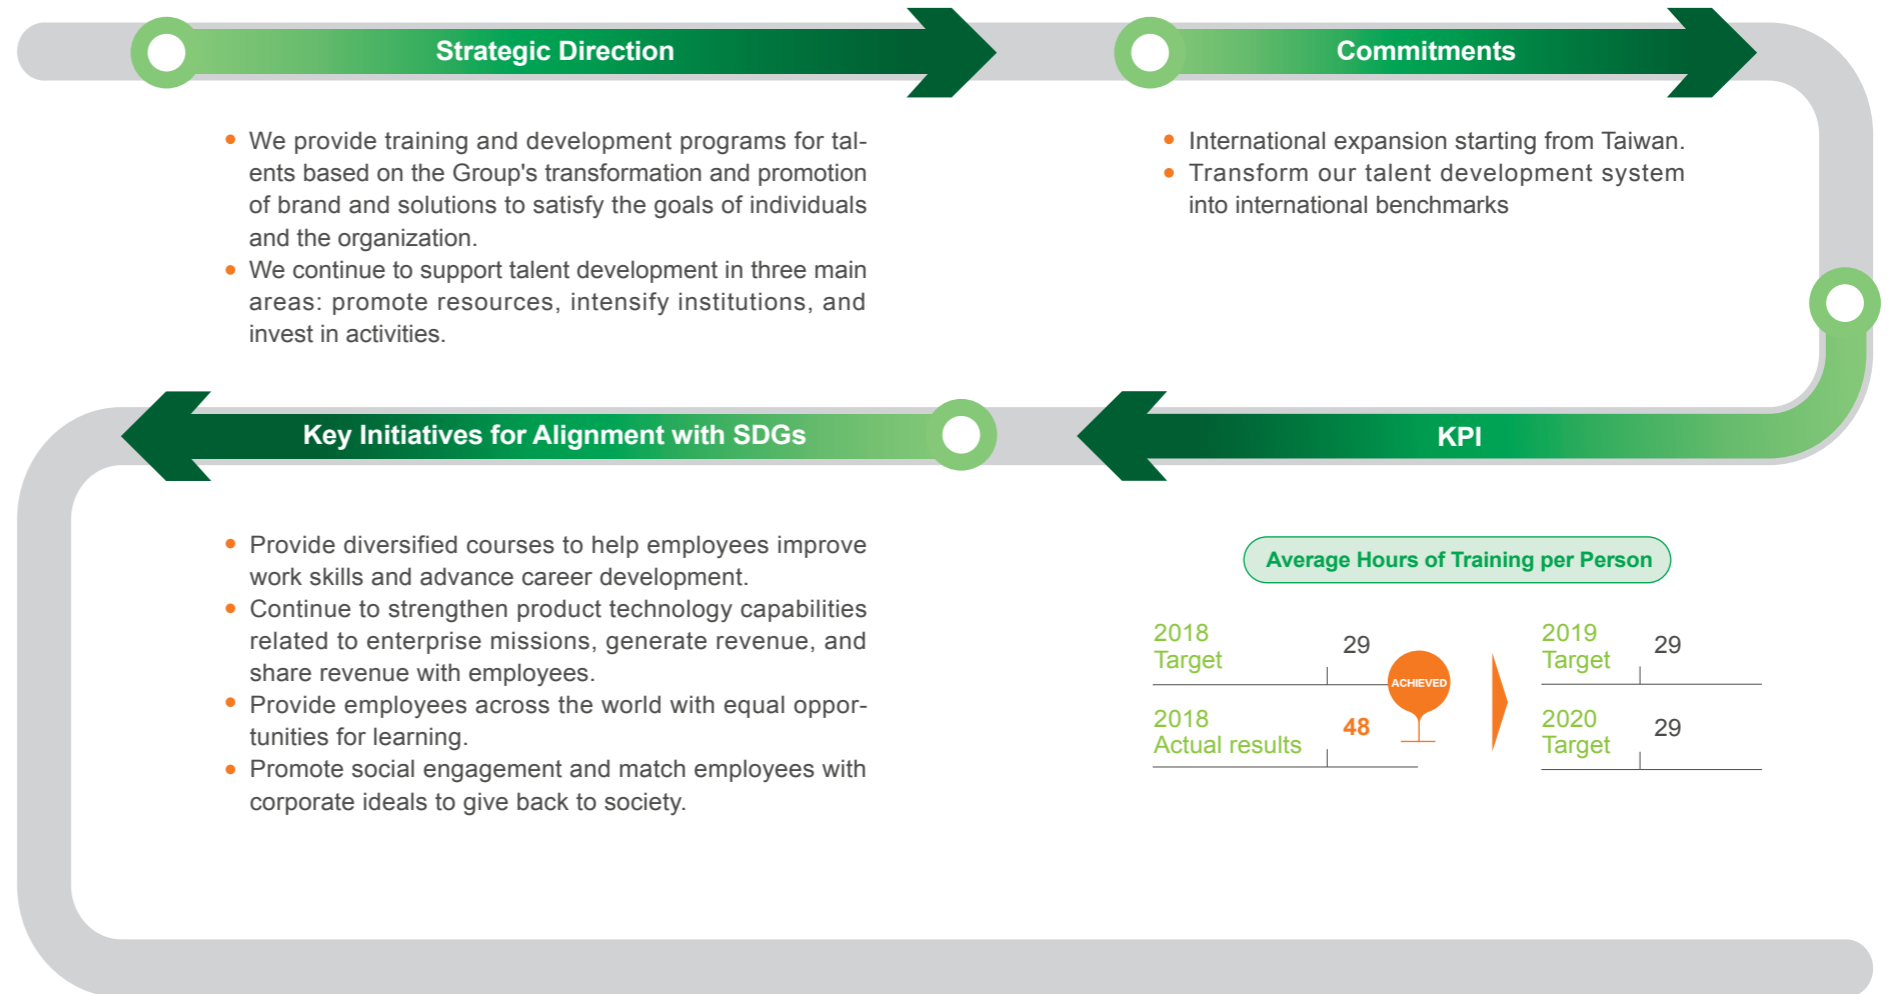 Strategic Direction
We provide training and development programs for tal-
ents based on the Group's transformation and promotion
of brand and solutions to satisfy the goals of individuals
and the organization.
We continue to support talent development in three main
areas: promote resources, intensify institutions, and
invest in activities.
Commitments
International expansion starting from Taiwan.
Transform our talent development system
into international benchmarks
KPI
Average Hours of Training per Person
2018
Target
29
ACHIEVED
2018
Actual results
48
2019
Target
29
2020
Target
29
Key Initiatives for Alignment with SDGs
Provide diversified courses to help employees improve
work skills and advance career development.
Continue to strengthen product technology capabilities
related to enterprise missions, generate revenue, and
share revenue with employees.
Provide employees across the world with equal oppor-
tunities for learning.
Promote social engagement and match employees with
corporate ideals to give back to society.